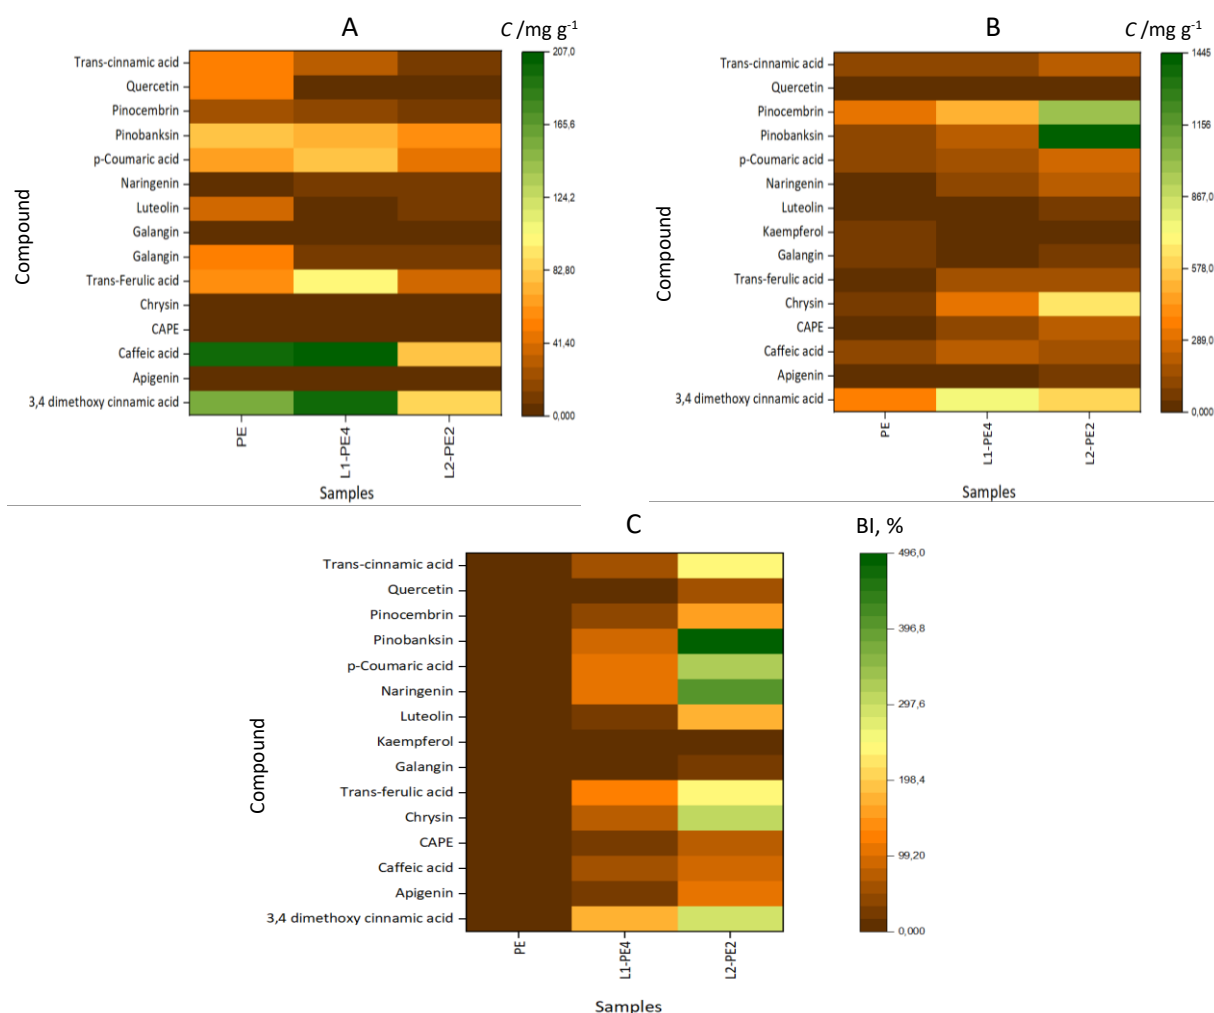 A
C /mg g-1
Compound
Trans-cinnamic acid
Quercetin
Pinocembrin
Pinobanksin
p-Coumaric acid
Naringenin
Luteolin
Galangin
Galangin
Trans-Ferulic acid
Chrysin
CAPE
Caffeic acid
Apigenin
3,4 dimethoxy cinnamic acid
PE
L1-PE4
L2-PE2
Samples
207,0
165,6
124,2
82,80
41,40
0,000
B
C /mg g-1
Compound
Trans-cinnamic acid
Quercetin
Pinocembrin
Pinobanksin
p-Coumaric acid
Naringenin
Luteolin
Kaempferol
Galangin
Trans-ferulic acid
Chrysin
CAPE
Caffeic acid
Apigenin
3,4 dimethoxy cinnamic acid
PE
L1-PE4
L2-PE2
Samples
1445
1156
867,0
578,0
289,0
0,000
C
BI, %
Compound
Trans-cinnamic acid
Quercetin
Pinocembrin
Pinobanksin
p-Coumaric acid
Naringenin
Luteolin
Kaempferol
Galangin
Trans-ferulic acid
Chrysin
CAPE
Caffeic acid
Apigenin
3,4 dimethoxy cinnamic acid
PE
L1-PE4
L2-PE2
Samples
496,0
396,8
297,6
198,4
99,20
0,000